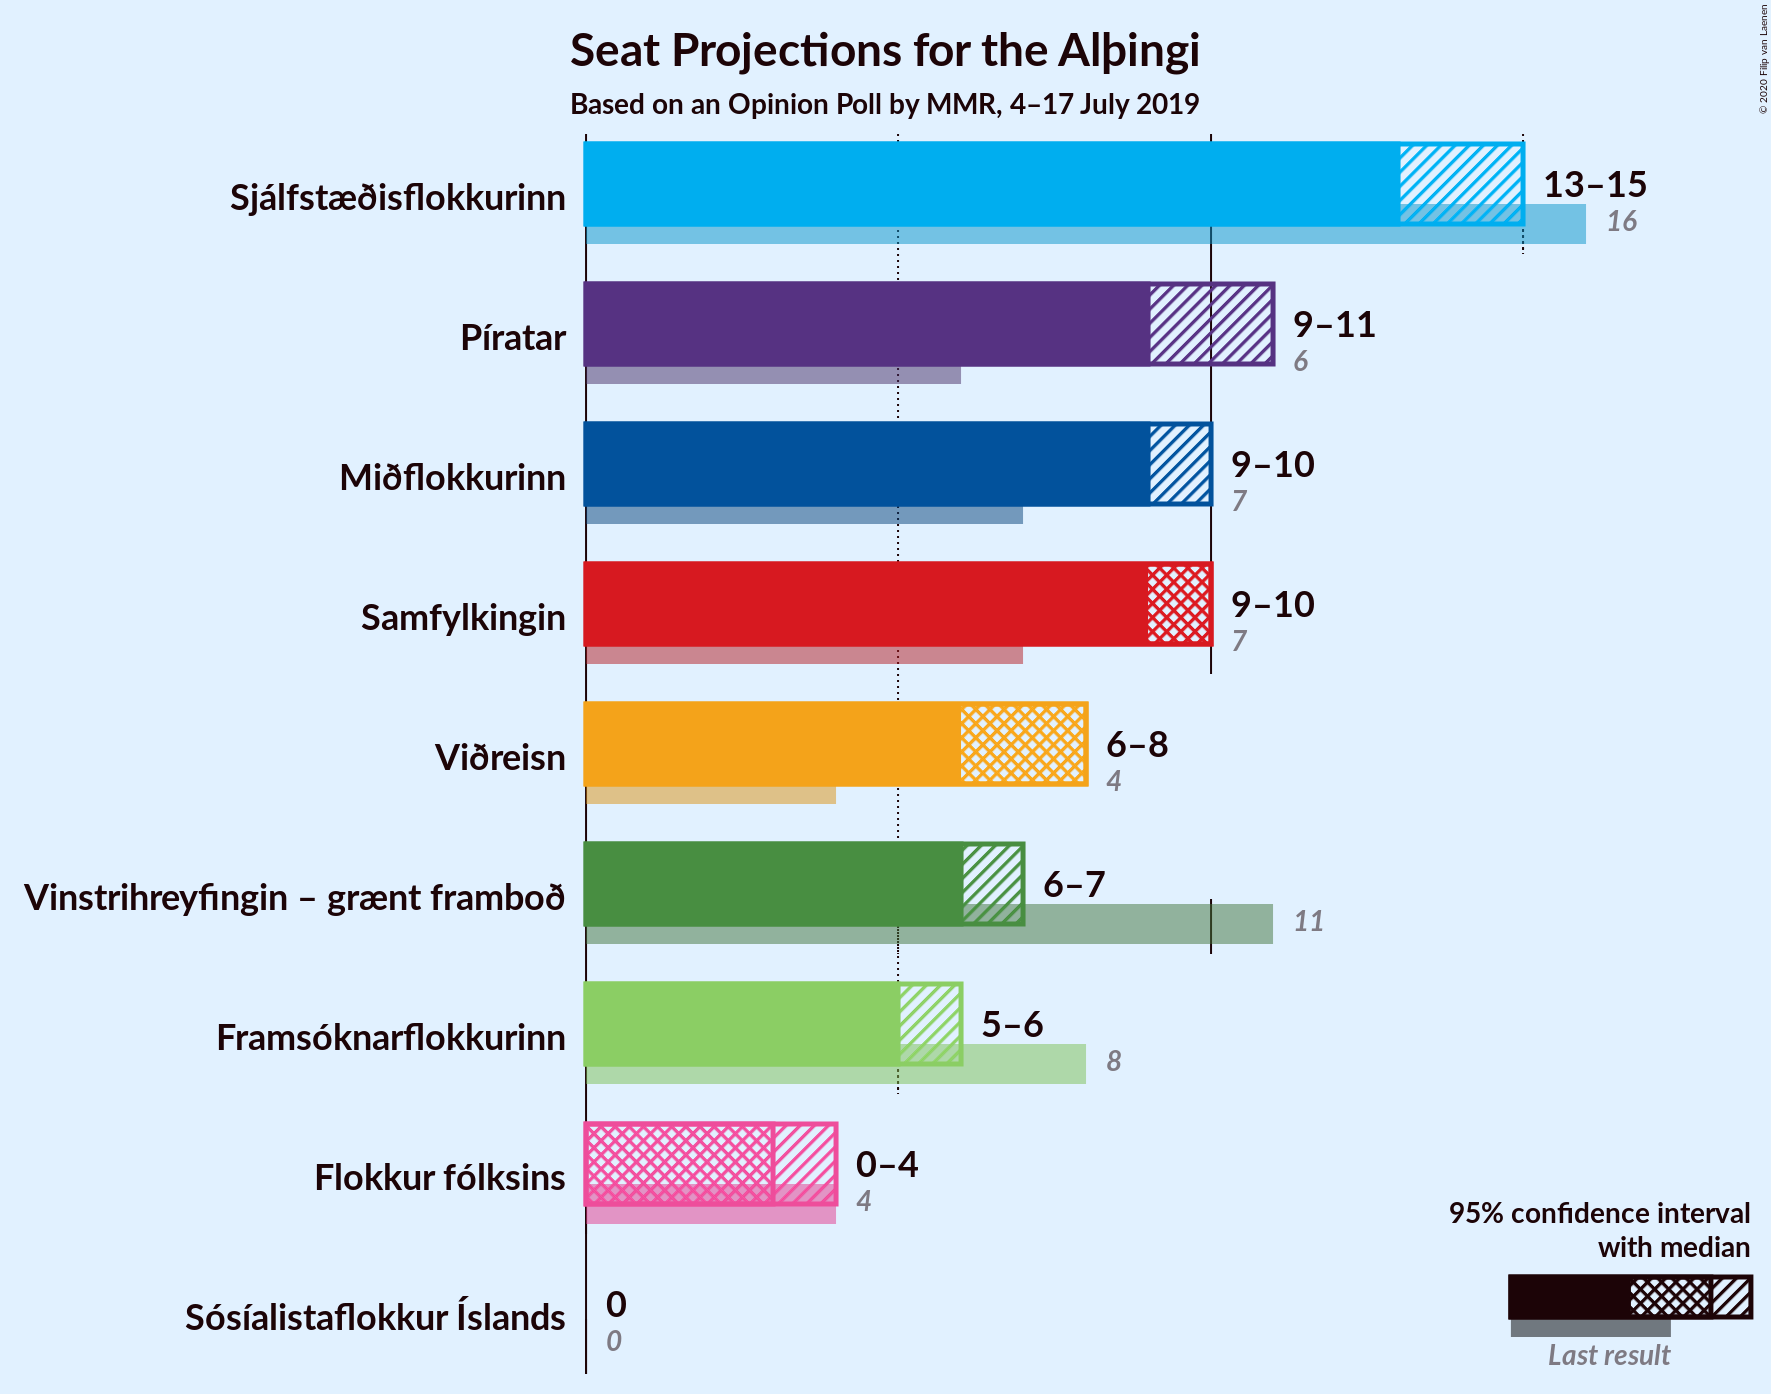 Seat Projections for the Alþingi
Based on an Opinion Poll by MMR, 4–17 July 2019
© 2020 Filip van Laenen
Sjálfstæðisflokkurinn
13–15
16
Píratar
9–11
6
Miðflokkurinn
9–10
7
Samfylkingin
9–10
7
Viðreisn
6–8
4
Vinstrihreyfingin – grænt framboð
6–7
11
Framsóknarflokkurinn
5–6
8
Flokkur fólksins
0–4
4
Sósíalistaflokkur Íslands
0
0
95% confidence interval
with median
Last result